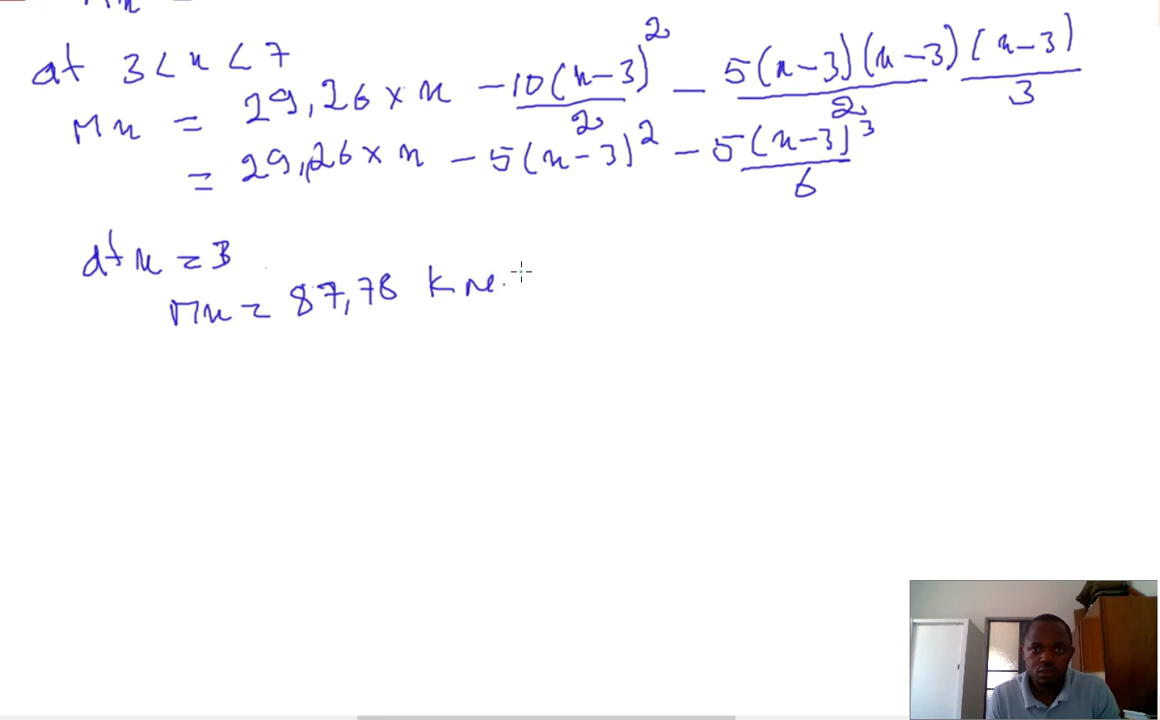 at 3 < x < 7
Mx = 29,26 × x - 10(x-3)²/2 - 5(x-3)(x-3)/2 (x-3)/3
= 29,26 × x - 5(x-3)² - 5(x-3)³/6
at x = 3
Mx = 87,78 KNm.